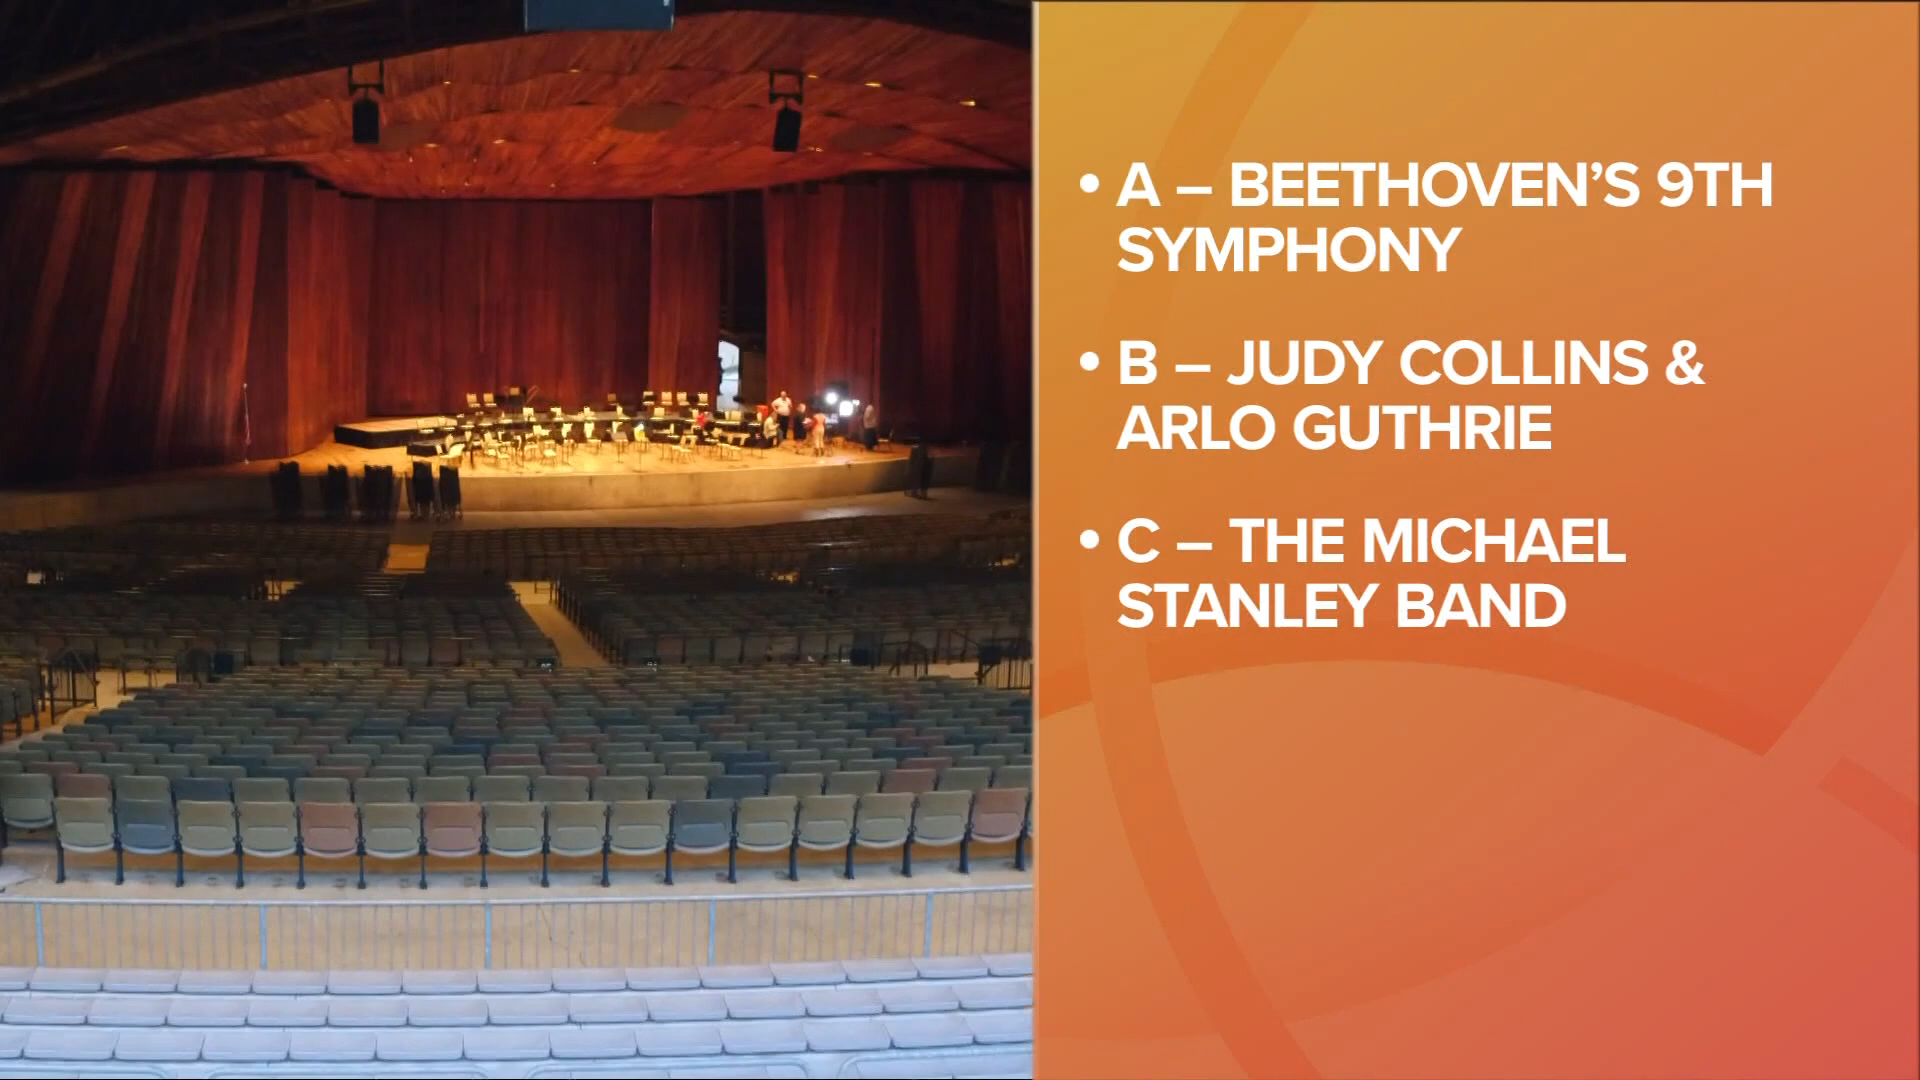 • A – BEETHOVEN’S 9TH
SYMPHONY
• B – JUDY COLLINS &
ARLO GUTHRIE
• C – THE MICHAEL
STANLEY BAND